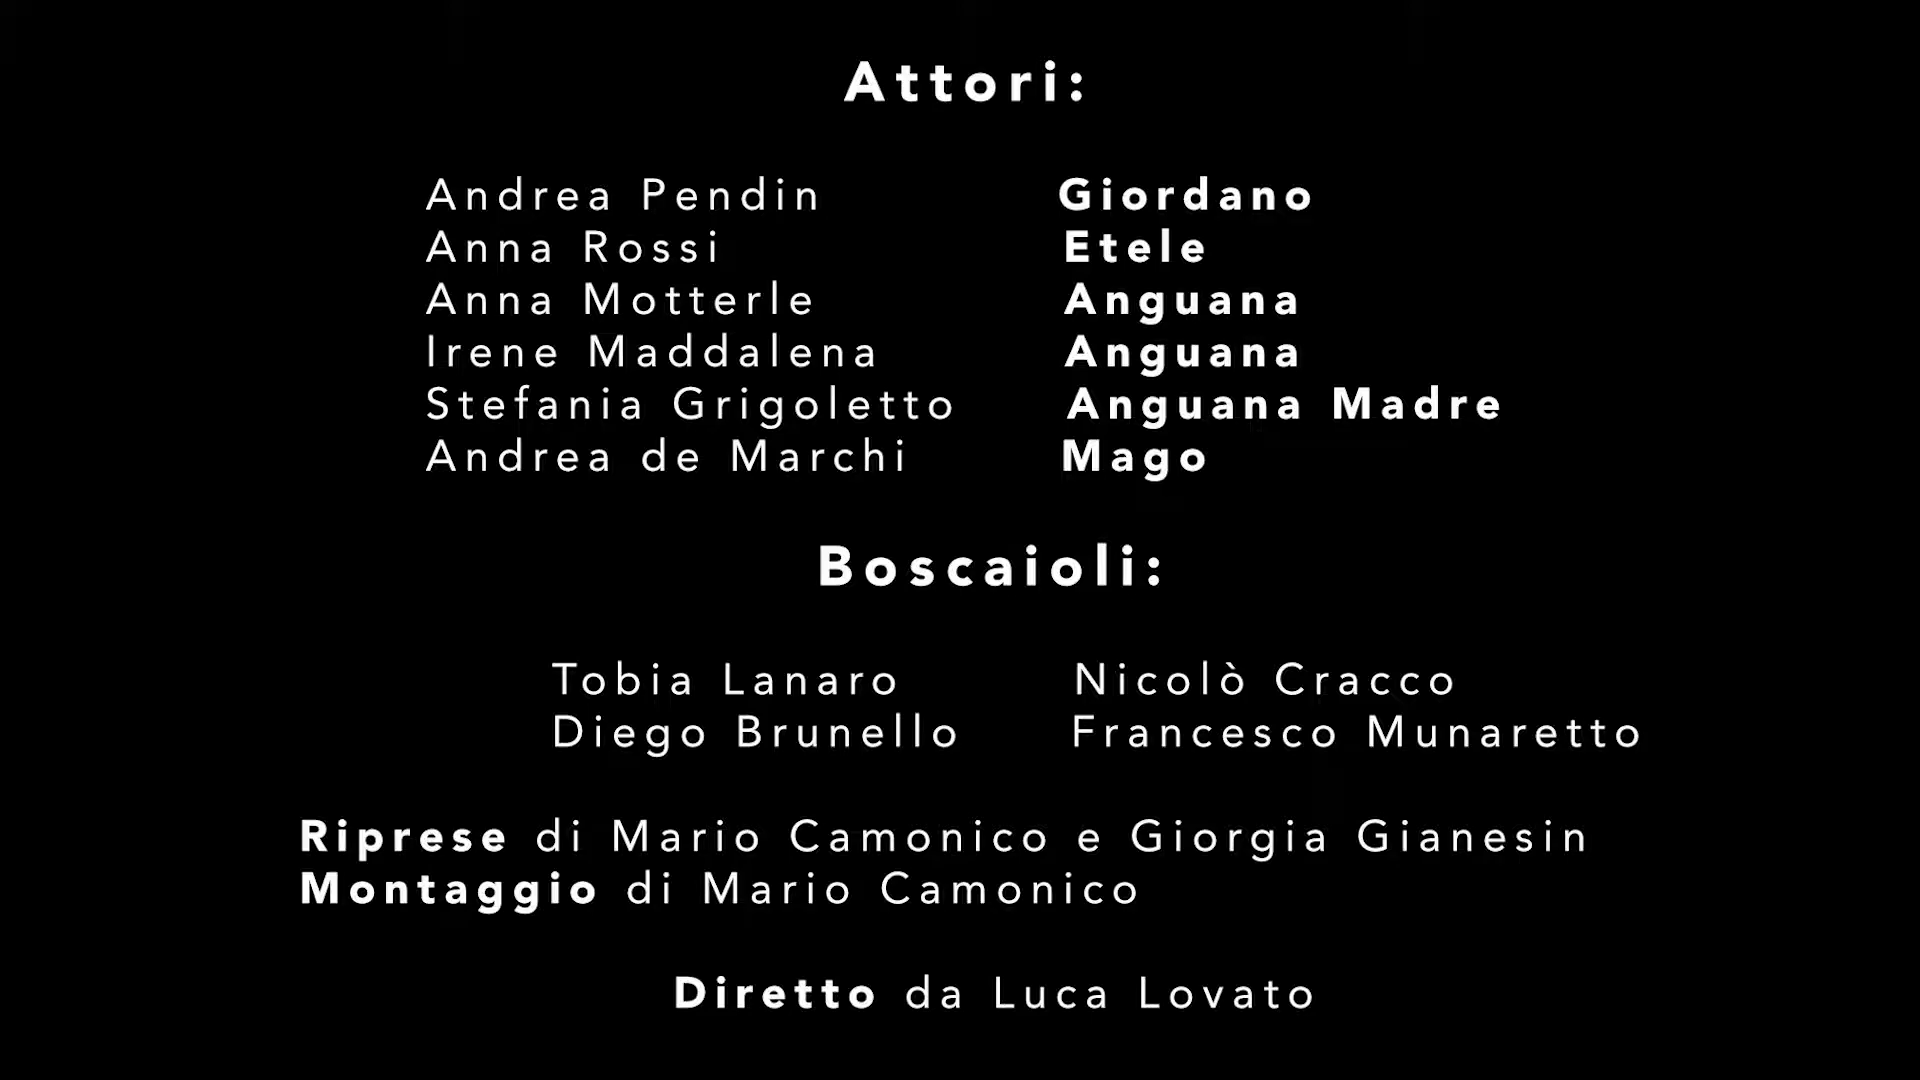 Attori:
Andrea Pendin Giordano
Anna Rossi Etele
Anna Motterle Anguana
Irene Maddalena Anguana
Stefania Grigoletto Anguana Madre
Andrea de Marchi Mago
Boscaioli:
Tobia Lanaro Nicolò Cracco
Diego Brunello Francesco Munaretto
Riprese di Mario Camonico e Giorgia Gianesin
Montaggio di Mario Camonico
Diretto da Luca Lovato